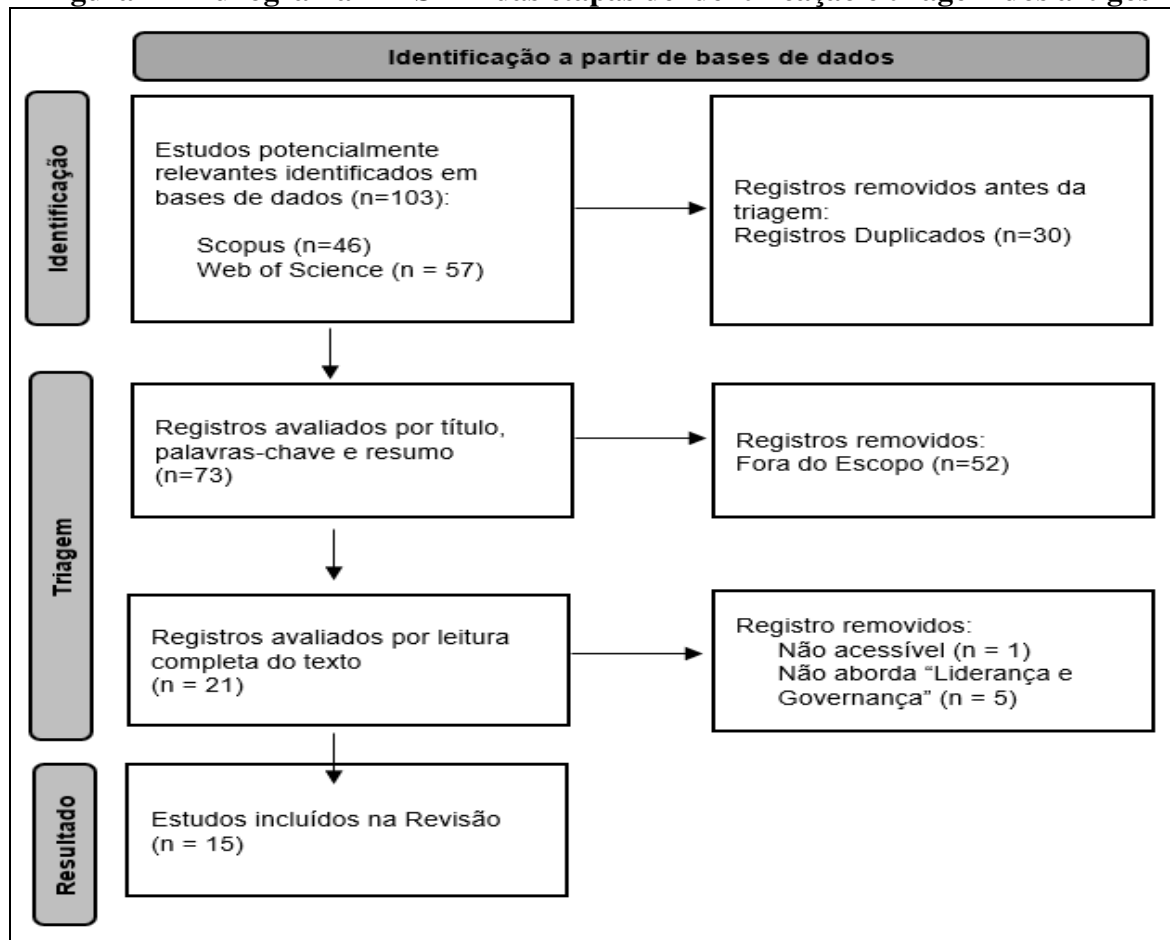 Identificação a partir de bases de dados
Identificação
Estudos potencialmente
relevantes identificados em
bases de dados (n=103):
Scopus (n=46)
Web of Science (n = 57)
Registros removidos antes da
triagem:
Registros Duplicados (n=30)
Triagem
Registros avaliados por título,
palavras-chave e resumo
(n=73)
Registros removidos:
Fora do Escopo (n=52)
Registros avaliados por leitura
completa do texto
(n = 21)
Registro removidos:
Não acessível (n = 1)
Não aborda “Liderança e
Governança” (n = 5)
Resultado
Estudos incluídos na Revisão
(n = 15)